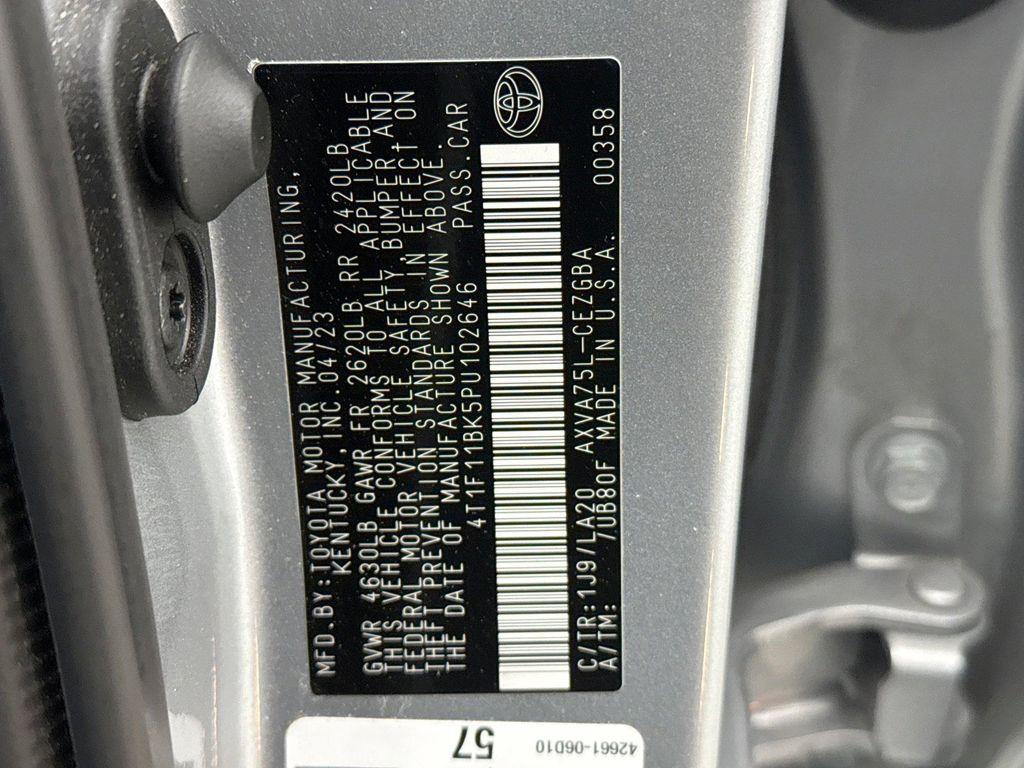 MFD.BY:TOYOTA MOTOR MANUFACTURING,
KENTUCKY,INC.04/23
GVWR 4630LB GAWR FR 2620LB RR 2420LB
THIS VEHICLE CONFORMS TO ALL APPLICABLE
FEDERAL MOTOR VEHICLE SAFETY,BUMPER,AND
THEFT PREVENTION STANDARDS IN EFFECT ON
THE DATE OF MANUFACTURE SHOWN ABOVE.
4T1F11BK5PU102646 PASS.CAR
C/TR:1J9/LA20 AXVA75L-CEZGBA
A/TM: 7UB80F MADE IN U.S.A. 00358
57
42661-06D10